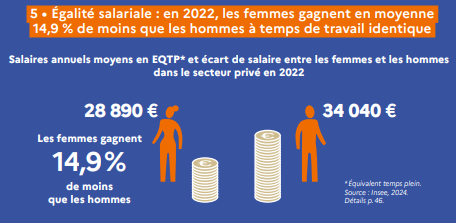 5 • Égalité salariale : en 2022, les femmes gagnent en moyenne
14,9 % de moins que les hommes à temps de travail identique
Salaires annuels moyens en EQTP* et écart de salaire entre les femmes et les hommes
dans le secteur privé en 2022
28 890 €
34 040 €
Les femmes gagnent
14,9%
de moins
que les hommes
*Équivalent temps plein.
Source : Insee, 2024.
Détails p. 46.